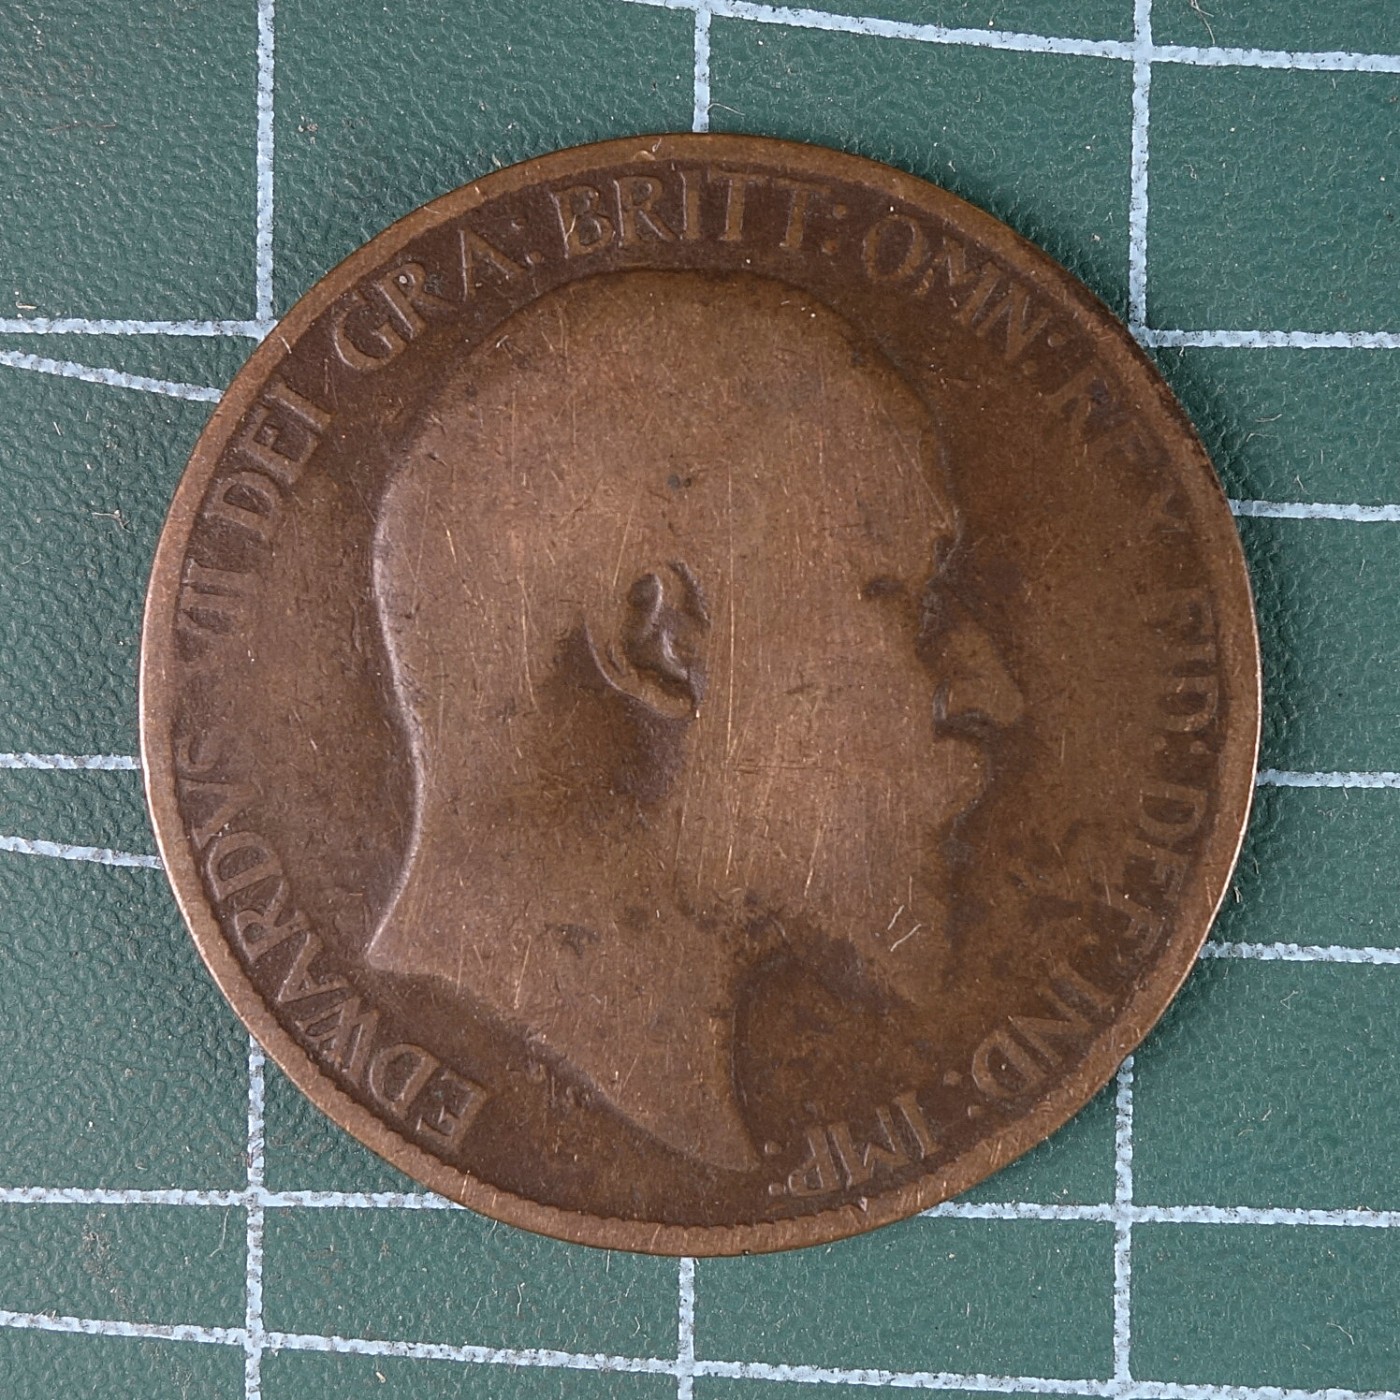 EDWARDVS VII DEI GRA: BRITT: OMN: REX FID: DEF: IND: IMP: